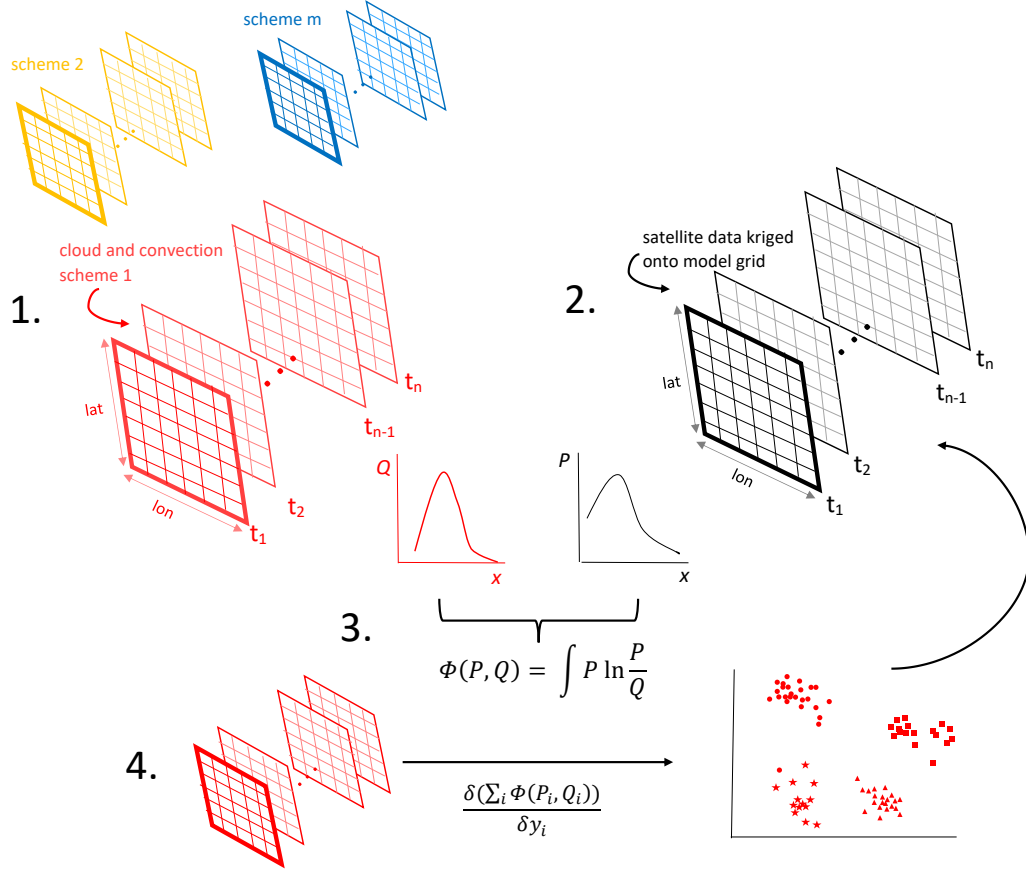 scheme m
scheme 2
cloud and convection
scheme 1
1.
lat
lon
t₁
t₂
tₙ₋₁
tₙ
satellite data kriged
onto model grid
2.
lat
lon
t₁
t₂
tₙ₋₁
tₙ
Q
x
P
x
3.
Φ(P, Q) = ∫ P ln P/Q
4.
δ(∑ᵢ Φ(Pᵢ, Qᵢ))
δyᵢ